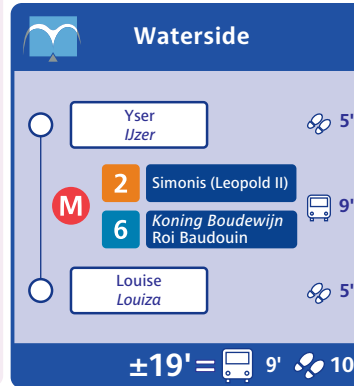 Waterside
Yser
IJzer
5'
M
2 Simonis (Leopold II)
6 Koning Boudewijn
Roi Baudouin
9'
Louise
Louiza
5'
±19'= 9' 10